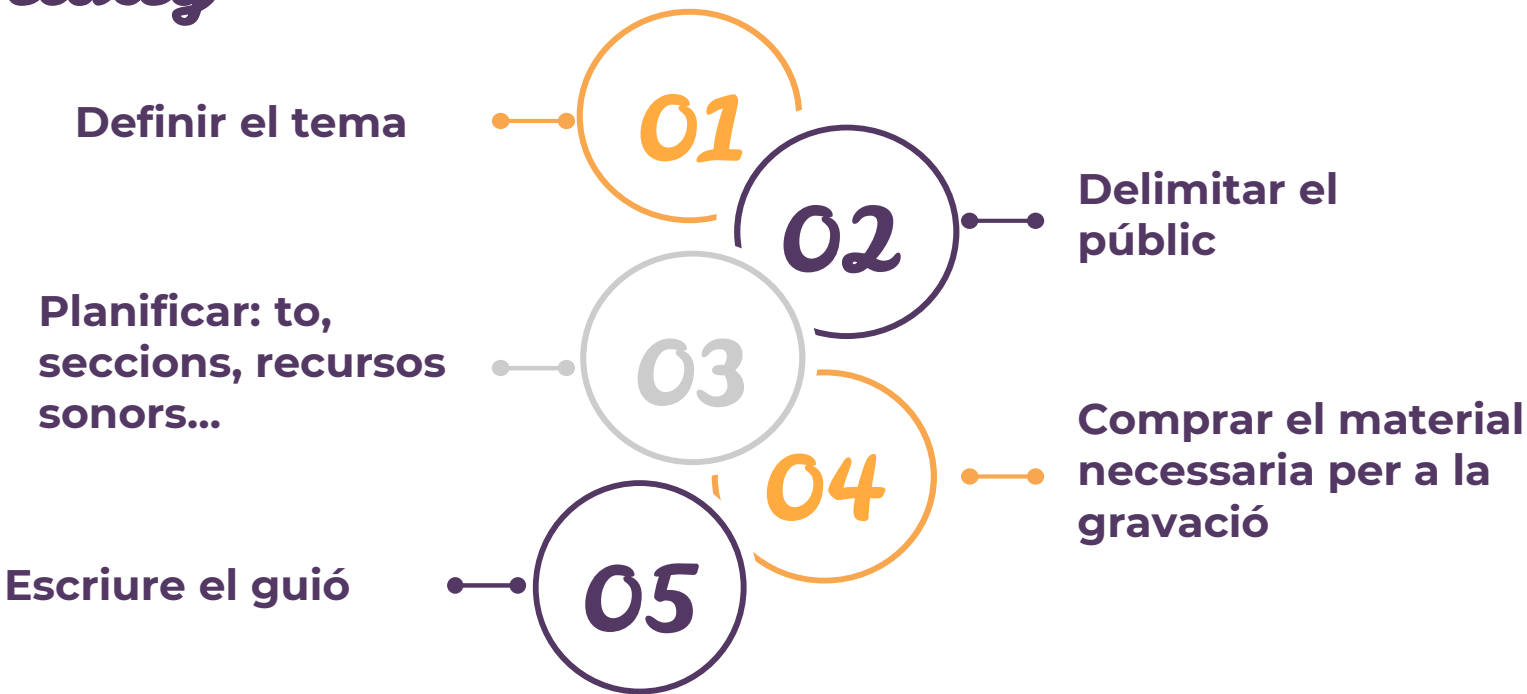 01
Definir el tema
02
Delimitar el
públic
03
Planificar: to,
seccions, recursos
sonors...
04
Comprar el material
necessaria per a la
gravació
05
Escriure el guió